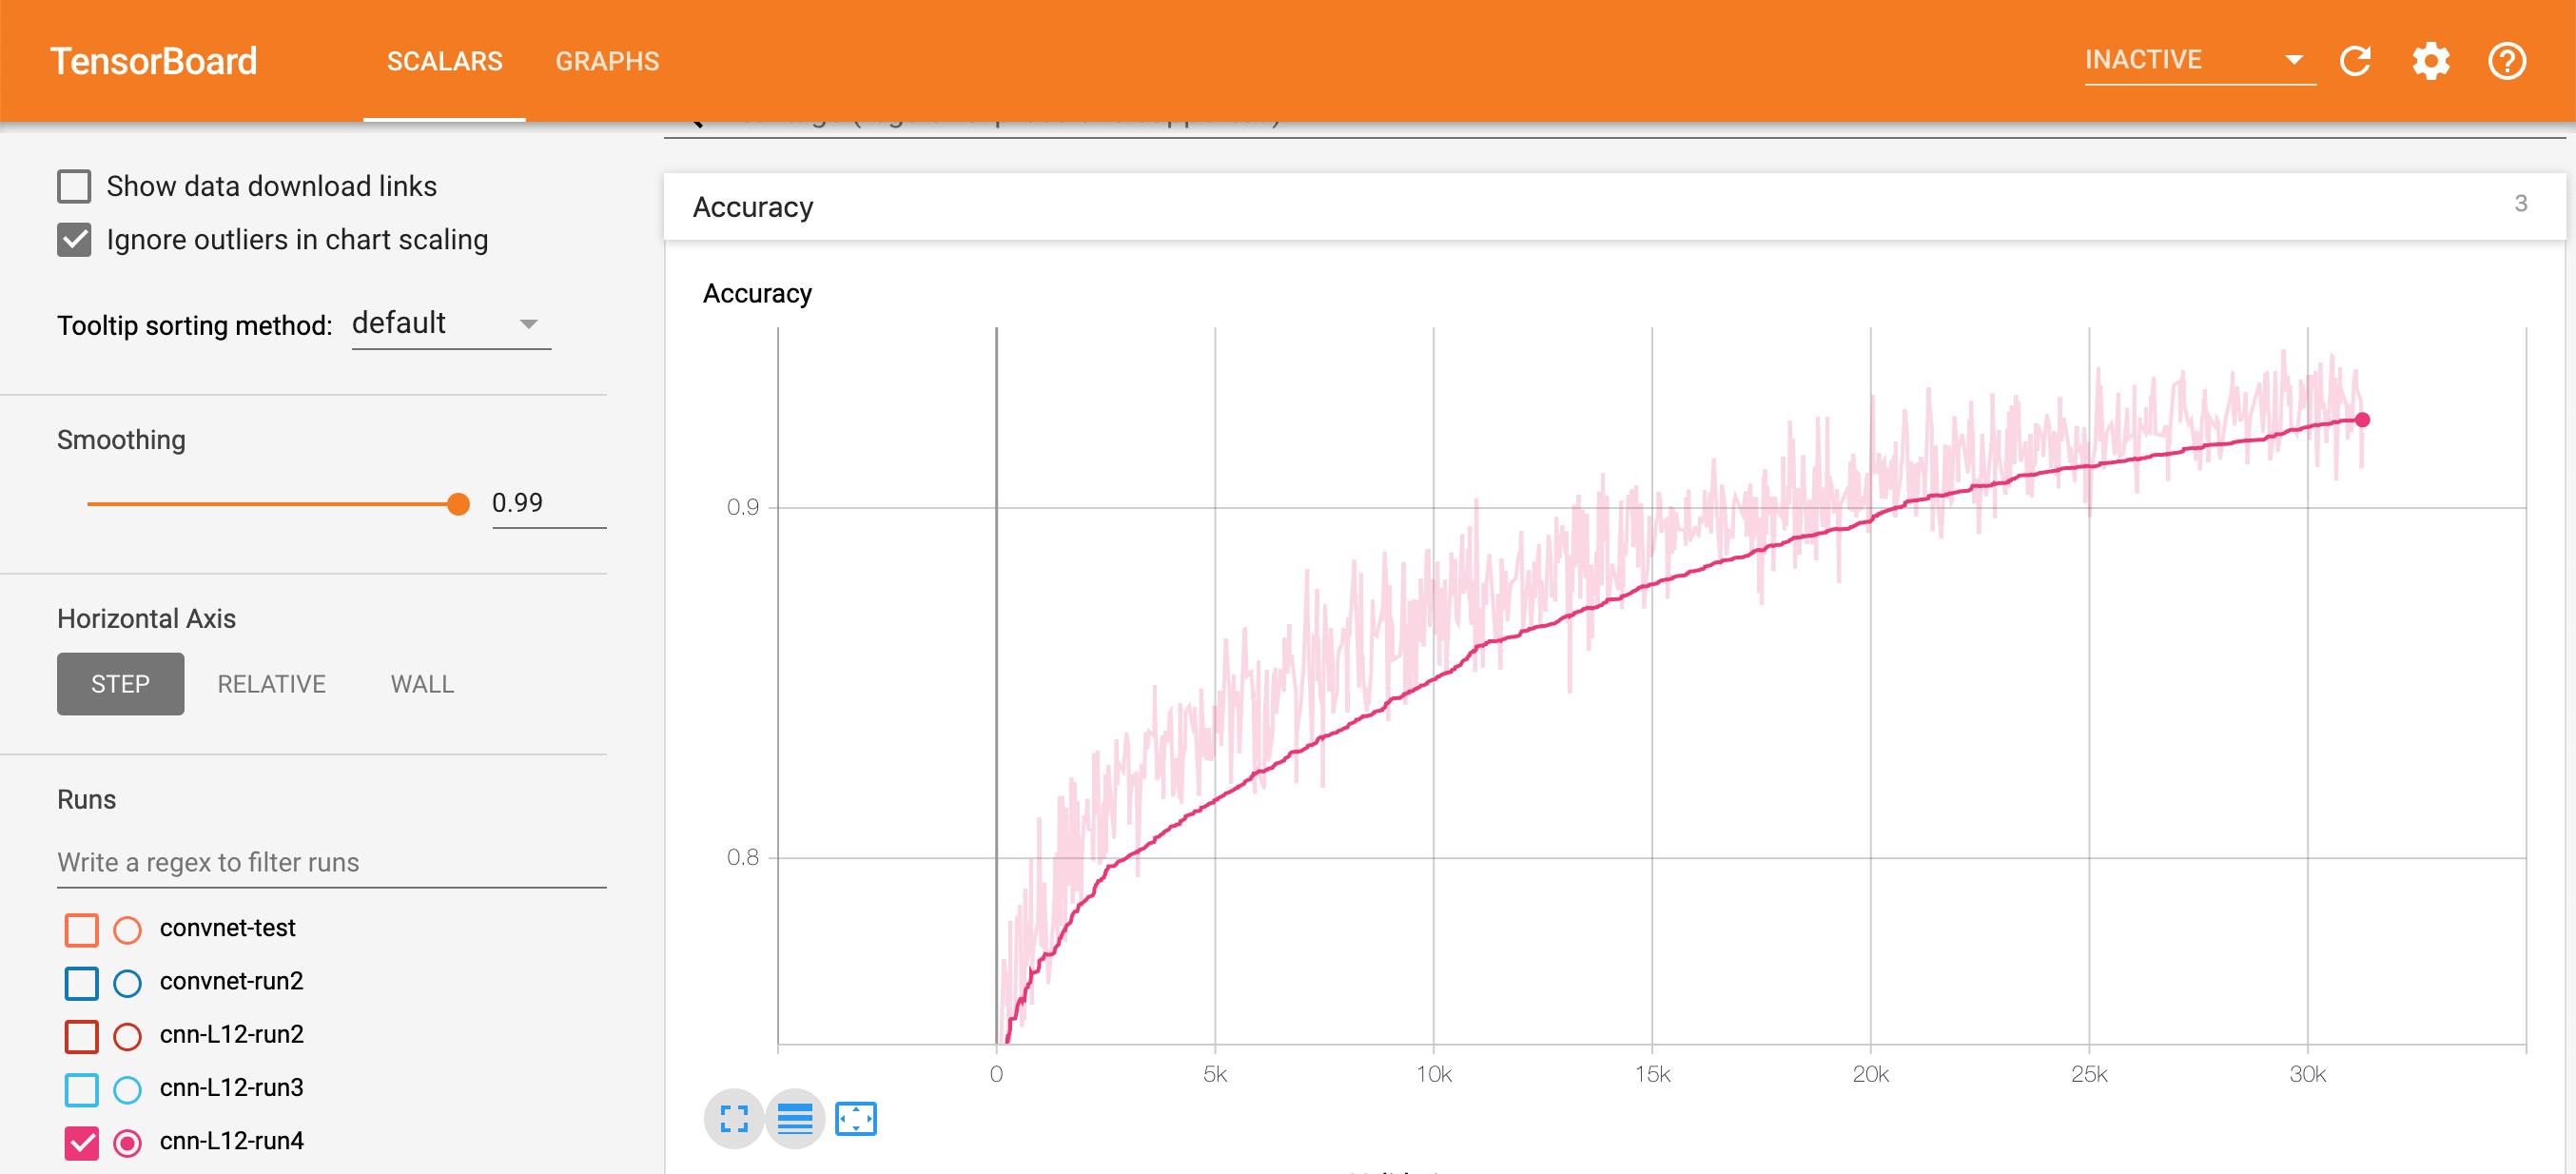 TensorBoard SCALARS GRAPHS INACTIVE
Show data download links
Ignore outliers in chart scaling
Tooltip sorting method: default
Smoothing
0.99
Horizontal Axis
STEP RELATIVE WALL
Runs
Write a regex to filter runs
convnet-test
convnet-run2
cnn-L12-run2
cnn-L12-run3
cnn-L12-run4
Accuracy 3
Accuracy
0.9
0.8
0 5k 10k 15k 20k 25k 30k